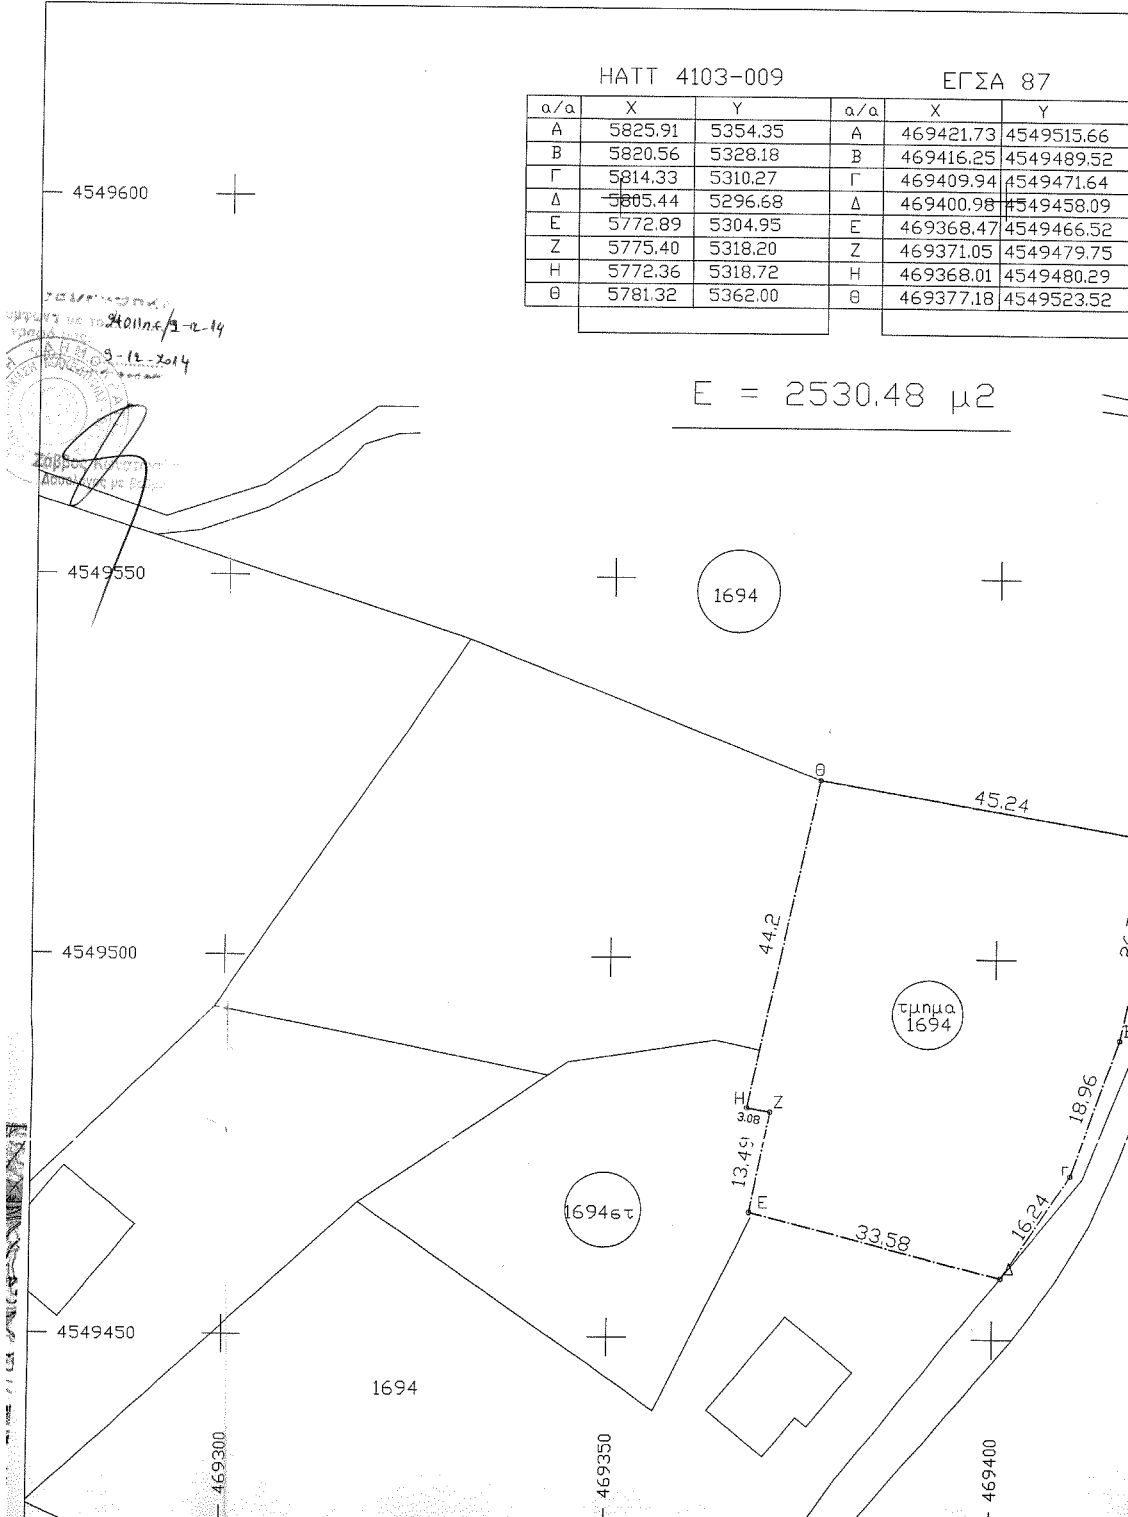 ΗΑΤΤ 4103-009
ΕΓΣΑ 87
α/α X Y α/α X Y
Α 5825.91 5354.35 Α 469421.73 4549515.66
Β 5820.56 5328.18 Β 469416.25 4549489.52
Γ 5814.33 5310.27 Γ 469409.94 4549471.64
Δ 5805.44 5296.68 Δ 469400.98 4549458.09
Ε 5772.89 5304.95 Ε 469368.47 4549466.52
Ζ 5775.40 5318.20 Ζ 469371.05 4549479.75
Η 5772.36 5318.72 Η 469368.01 4549480.29
Θ 5781.32 5362.00 Θ 469377.18 4549523.52
4549600
9-12-14
9-12-2014
Ε = 2530.48 μ2
Ζάββος
4549550
1694
Θ
45.24
44.2
4549500
τμημα
1694
Η
Ζ
3.08
18.96
13.49
Γ
Ε
1694στ
16.24
33.58
Δ
4549450
1694
469300
469350
469400